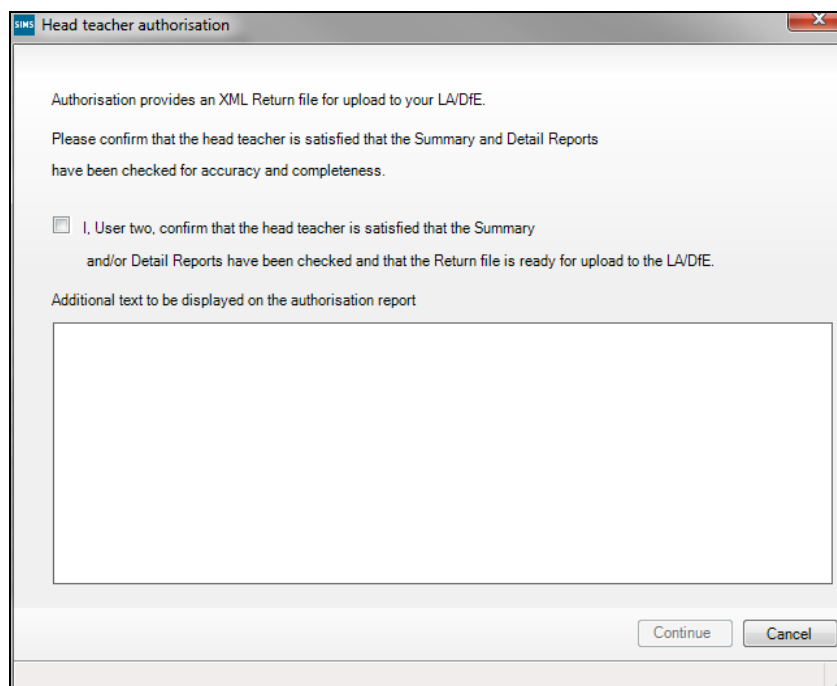 SIMS Head teacher authorisation
Authorisation provides an XML Return file for upload to your LA/DfE.
Please confirm that the head teacher is satisfied that the Summary and Detail Reports
have been checked for accuracy and completeness.
I, User two, confirm that the head teacher is satisfied that the Summary
and/or Detail Reports have been checked and that the Return file is ready for upload to the LA/DfE.
Additional text to be displayed on the authorisation report
Continue Cancel